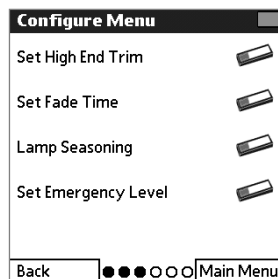 Configure Menu
Set High End Trim
Set Fade Time
Lamp Seasoning
Set Emergency Level
Back Main Menu